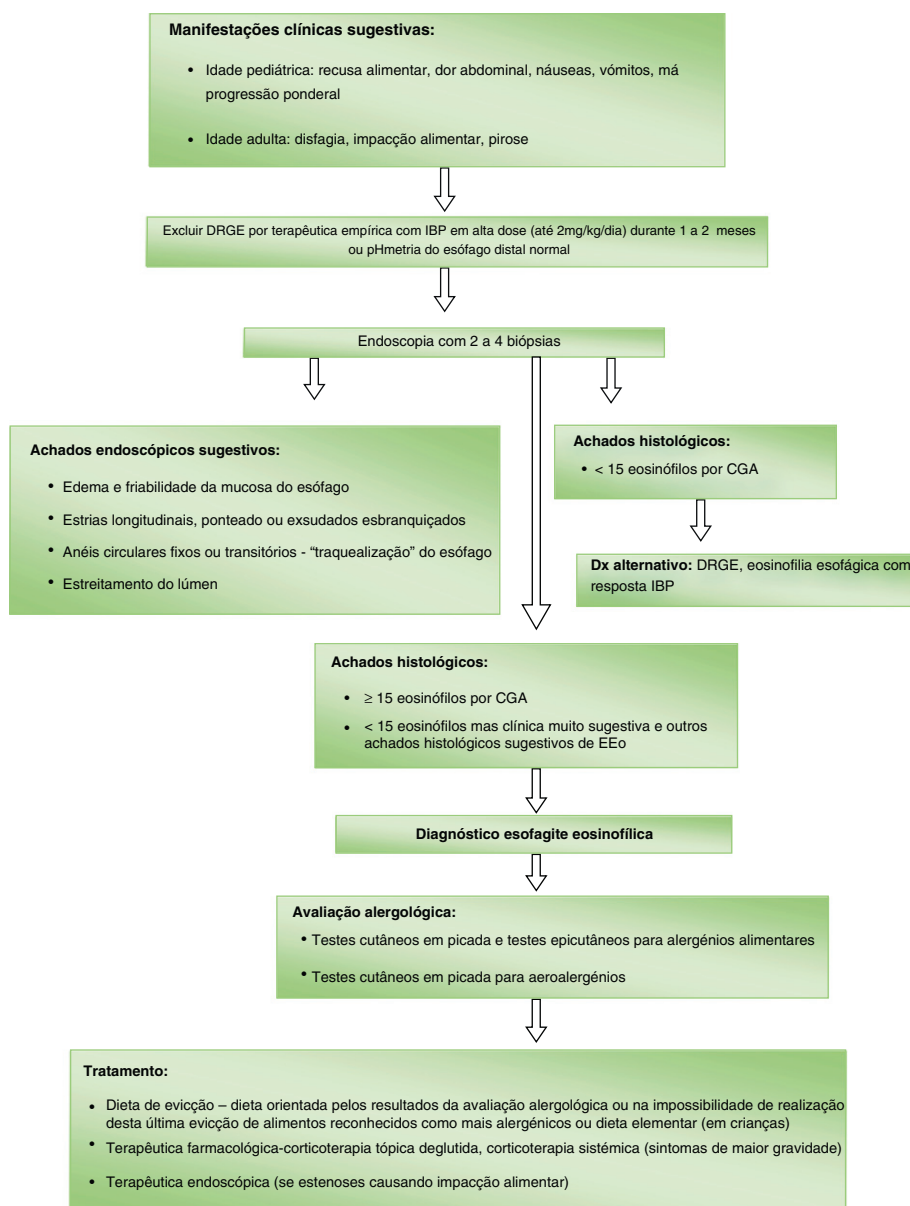 Manifestações clínicas sugestivas:
• Idade pediátrica: recusa alimentar, dor abdominal, náuseas, vómitos, má
progressão ponderal
• Idade adulta: disfagia, impacção alimentar, pirose
Excluir DRGE por terapêutica empírica com IBP em alta dose (até 2mg/kg/dia) durante 1 a 2 meses
ou pHmetria do esófago distal normal
Endoscopia com 2 a 4 biópsias
Achados endoscópicos sugestivos:
• Edema e friabilidade da mucosa do esófago
• Estrias longitudinais, ponteado ou exsudados esbranquiçados
• Anéis circulares fixos ou transitórios - “traquealização” do esófago
• Estreitamento do lúmen
Achados histológicos:
• < 15 eosinófilos por CGA
Dx alternativo: DRGE, eosinofilia esofágica com
resposta IBP
Achados histológicos:
• ≥ 15 eosinófilos por CGA
• < 15 eosinófilos mas clínica muito sugestiva e outros
achados histológicos sugestivos de EEo
Diagnóstico esofagite eosinofílica
Avaliação alergológica:
• Testes cutâneos em picada e testes epicutâneos para alergénios alimentares
• Testes cutâneos em picada para aeroalergénios
Tratamento:
• Dieta de evicção – dieta orientada pelos resultados da avaliação alergológica ou na impossibilidade de realização
desta última evicção de alimentos reconhecidos como mais alergénicos ou dieta elementar (em crianças)
• Terapêutica farmacológica-corticoterapia tópica deglutida, corticoterapia sistémica (sintomas de maior gravidade)
• Terapêutica endoscópica (se estenoses causando impacção alimentar)